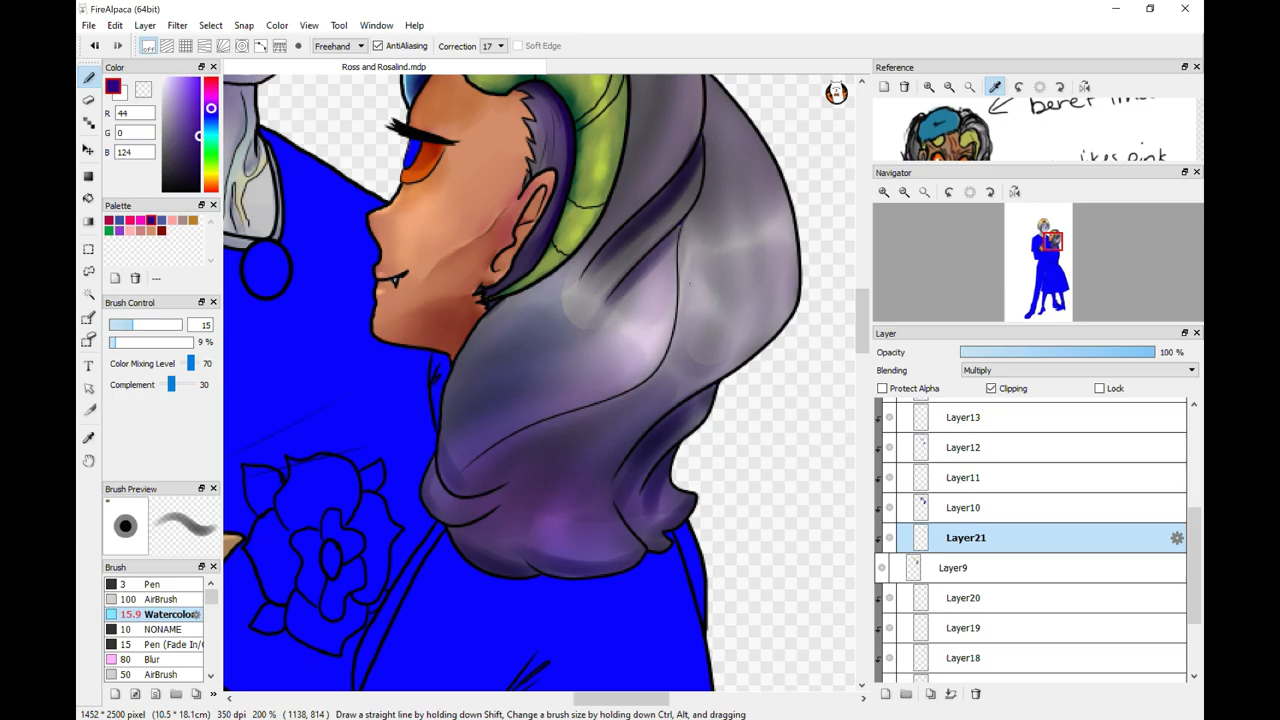 FireAlpaca (64bit)
File Edit Layer Filter Select Snap Color View Tool Window Help
off Freehand AntiAliasing Correction 17 Soft Edge
Color
Ross and Rosalind.mdp
Reference
R 44
G 0
B 124
beret
pink
Palette
Navigator
---
Brush Control
15
9 %
Color Mixing Level 70
Complement 30
Layer
Opacity 100 %
Blending Multiply
Protect Alpha Clipping Lock
Layer13
Layer12
Layer11
Layer10
Layer21
Layer9
Layer20
Layer19
Layer18
Brush Preview
Brush
3 Pen
100 AirBrush
15.9 Watercolo
10 NONAME
15 Pen (Fade In/
80 Blur
50 AirBrush
1452 * 2500 pixel (10.5 * 18.1cm) 350 dpi 200 % ( 1138, 814 ) Draw a straight line by holding down Shift, Change a brush size by holding down Ctrl, Alt, and dragging